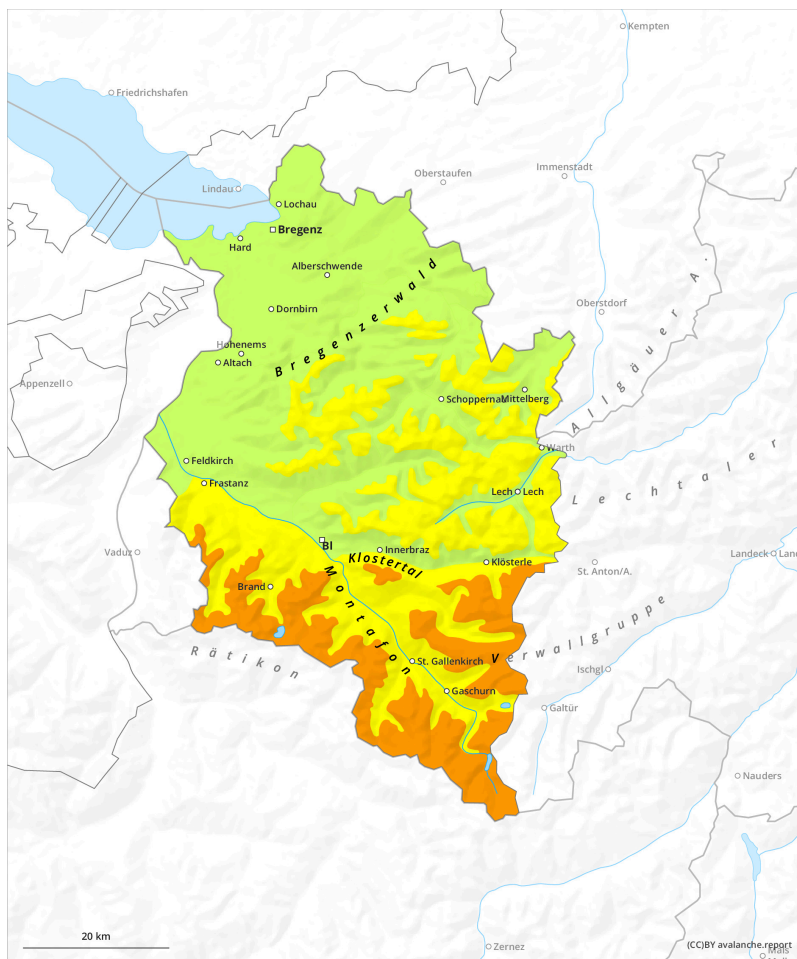 Kempten
Friedrichshafen
Oberstaufen
Immenstadt
Lindau
Lochau
Bregenz
Hard
Alberschwende
Bregenzerwald
Allgäuer A.
Oberstdorf
Dornbirn
Hohenems
Altach
Appenzell
Schoppernau
Mittelberg
Warth
Lechtaler
Feldkirch
Frastanz
Lech
Lech
Vaduz
Bl
Innerbraz
Klostertal
Klösterle
St. Anton/A.
Landeck
Brand
Montafon
Verwallgruppe
Rätikon
St. Gallenkirch
Ischgl
Gaschurn
Galtür
Nauders
20 km
Zernez
(CC)BY avalanche.report